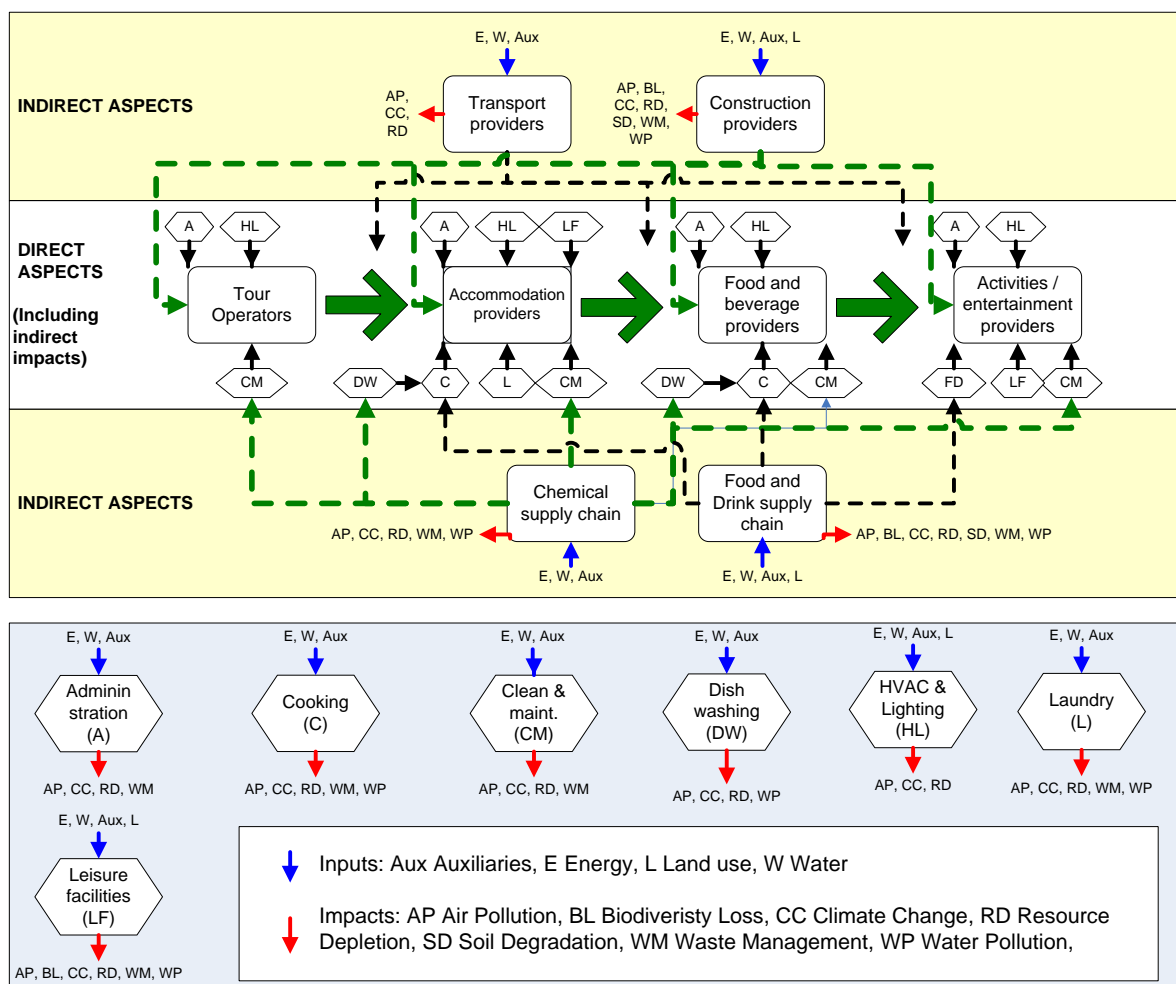 E, W, Aux
E, W, Aux, L
INDIRECT ASPECTS
AP,
CC,
RD
Transport
providers
AP, BL,
CC, RD,
SD, WM,
WP
Construction
providers
DIRECT
ASPECTS
(Including
indirect
impacts)
A
HL
A
HL
LF
A
HL
A
HL
Tour
Operators
Accommodation
providers
Food and
beverage
providers
Activities /
entertainment
providers
CM
DW
C
L
CM
DW
C
CM
FD
LF
CM
INDIRECT ASPECTS
Chemical
supply chain
Food and
Drink supply
chain
AP, CC, RD, WM, WP
AP, BL, CC, RD, SD, WM, WP
E, W, Aux
E, W, Aux, L
E, W, Aux
E, W, Aux
E, W, Aux
E, W, Aux
E, W, Aux, L
E, W, Aux
Adminin
stration
(A)
Cooking
(C)
Clean &
maint.
(CM)
Dish
washing
(DW)
HVAC &
Lighting
(HL)
Laundry
(L)
AP, CC, RD, WM
AP, CC, RD, WM, WP
AP, CC, RD, WM
AP, CC, RD, WP
AP, CC, RD
AP, CC, RD, WM, WP
E, W, Aux, L
Leisure
facilities
(LF)
AP, BL, CC, RD, WM, WP
Inputs: Aux Auxiliaries, E Energy, L Land use, W Water
Impacts: AP Air Pollution, BL Biodiveristy Loss, CC Climate Change, RD Resource
Depletion, SD Soil Degradation, WM Waste Management, WP Water Pollution,